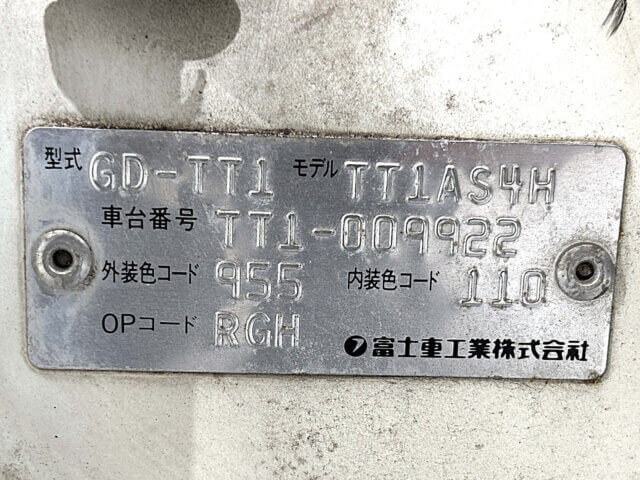 型式 GD-TT1 モデル TT1AS4H
車台番号 TT1-009922
外装色コード 955 内装色コード 110
OPコード RGH 富士重工業株式会社